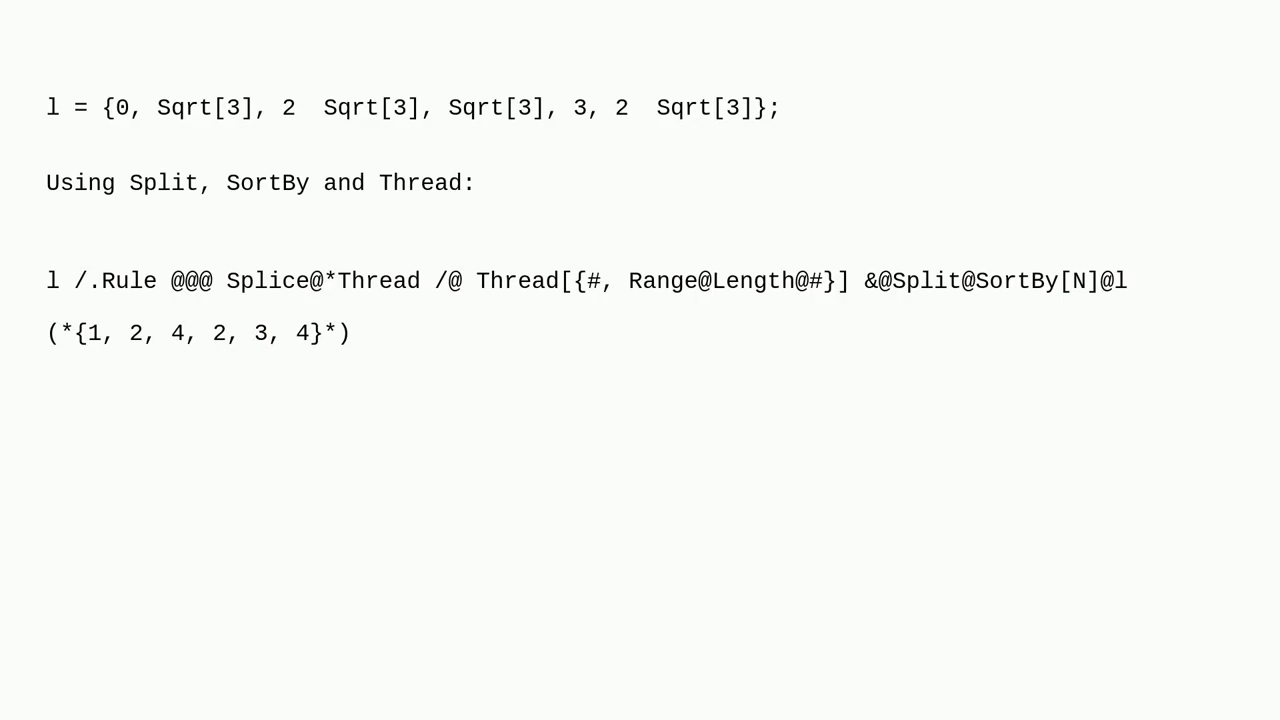 l = {0, Sqrt[3], 2  Sqrt[3], Sqrt[3], 3, 2  Sqrt[3]};
Using Split, SortBy and Thread:
l /.Rule @@@ Splice@*Thread /@ Thread[{#, Range@Length@#}] &@Split@SortBy[N]@l
(*{1, 2, 4, 2, 3, 4}*)